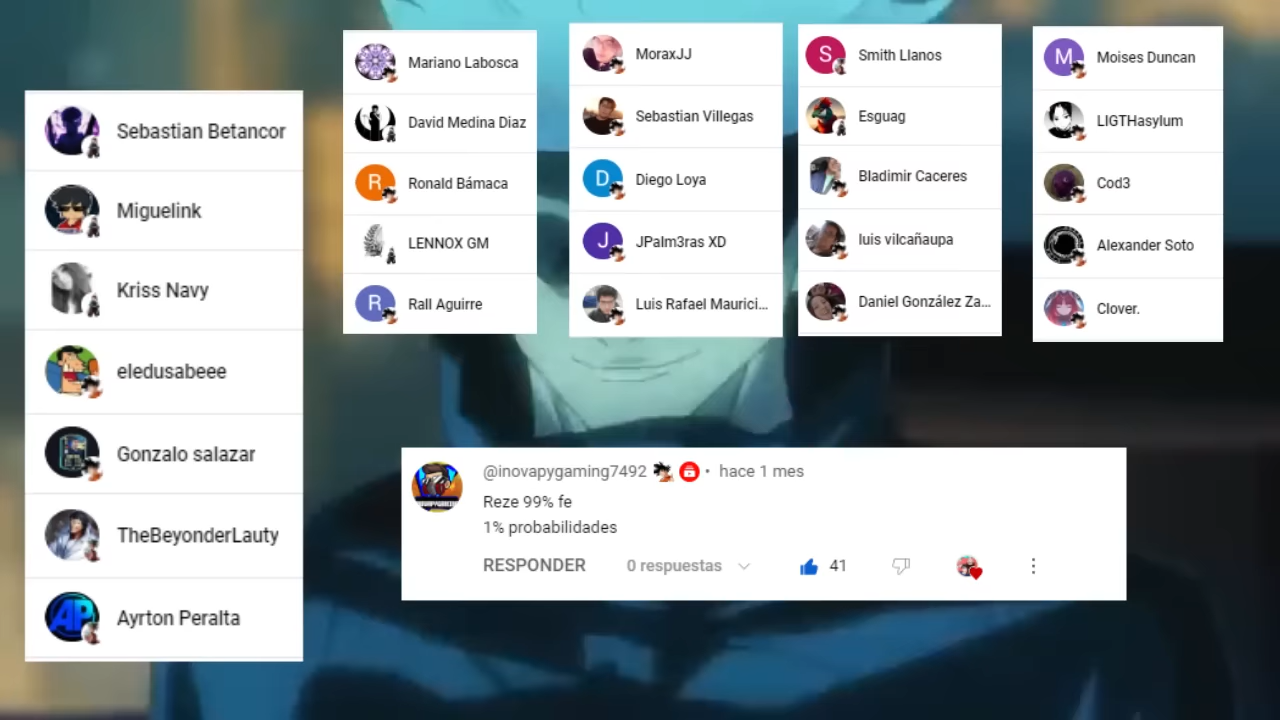 Sebastian Betancor
Miguelink
Kriss Navy
eledusabeee
Gonzalo salazar
TheBeyonderLauty
AP
Ayrton Peralta
Mariano Labosca
David Medina Diaz
R
Ronald Bámaca
LENNOX GM
R
Rall Aguirre
MoraxJJ
Sebastian Villegas
D
Diego Loya
J
JPalm3ras XD
Luis Rafael Maurici...
S
Smith Llanos
Esguag
Bladimir Caceres
luis vilcañaupa
Daniel González Za...
M
Moises Duncan
LIGTHasylum
Cod3
Alexander Soto
Clover.
@inovapygaming7492 • hace 1 mes
Reze 99% fe
1% probabilidades
RESPONDER 0 respuestas 41